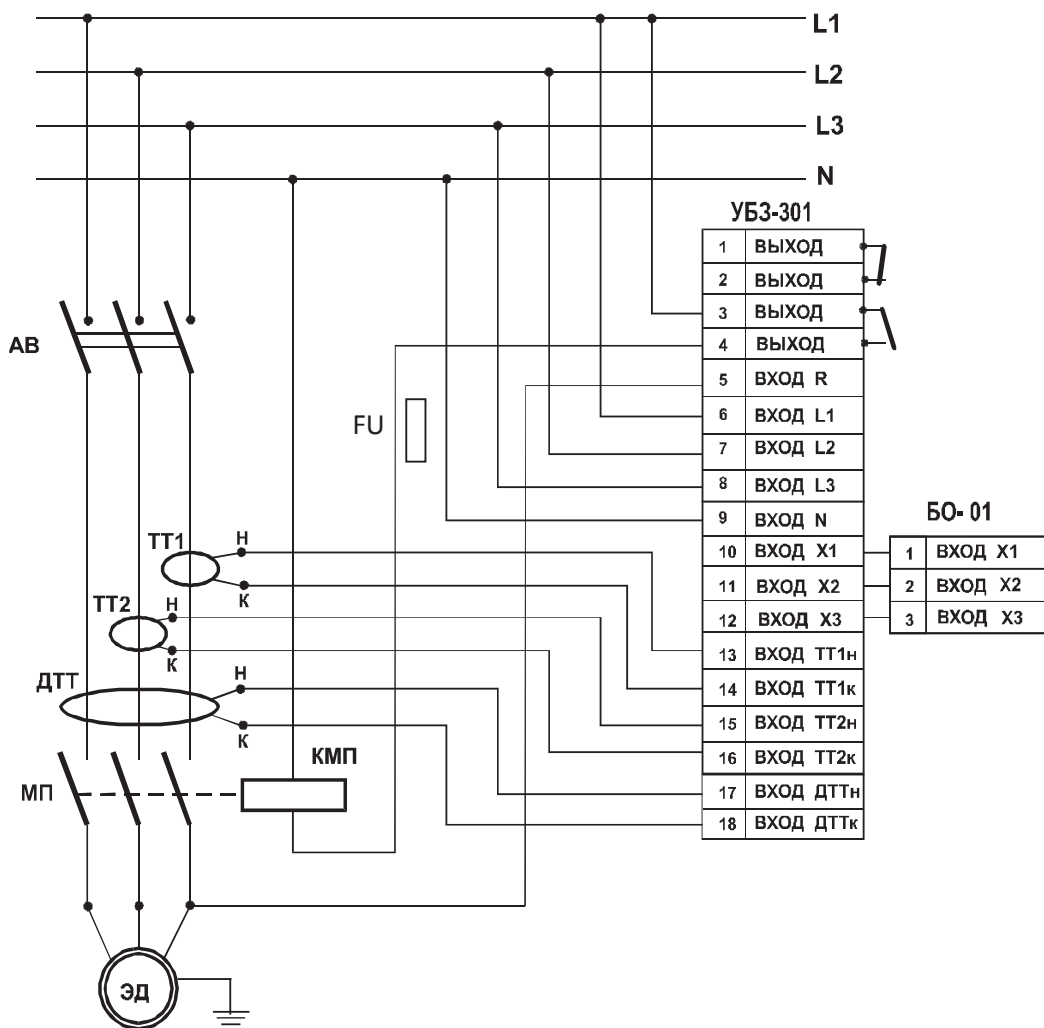 L1
L2
L3
N
УБЗ-301
1 ВЫХОД
2 ВЫХОД
3 ВЫХОД
4 ВЫХОД
5 ВХОД R
6 ВХОД L1
7 ВХОД L2
8 ВХОД L3
9 ВХОД N
10 ВХОД X1
11 ВХОД X2
12 ВХОД X3
13 ВХОД ТТ1н
14 ВХОД ТТ1к
15 ВХОД ТТ2н
16 ВХОД ТТ2к
17 ВХОД ДТТн
18 ВХОД ДТТк
БО- 01
1 ВХОД X1
2 ВХОД X2
3 ВХОД X3
АВ
FU
ТТ1
Н
К
ТТ2
Н
К
ДТТ
Н
К
КМП
МП
ЭД